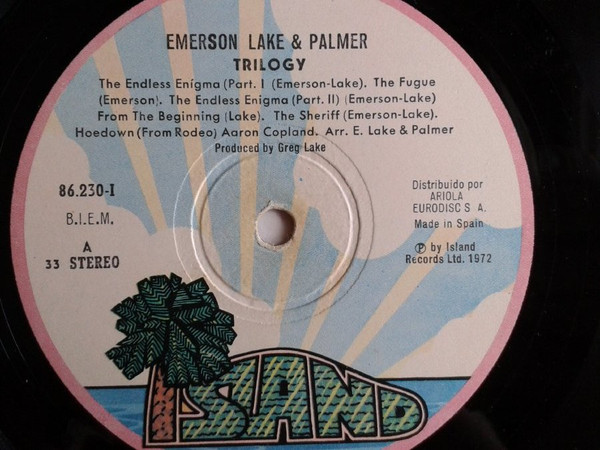 EMERSON LAKE & PALMER
TRILOGY
The Endless Enigma (Part. I (Emerson-Lake). The Fugue
(Emerson). The Endless Enigma (Part. II) (Emerson-Lake)
From The Beginning (Lake). The Sheriff (Emerson-Lake).
Hoedown (From Rodeo) Aaron Copland. Arr. E. Lake & Palmer
Produced by Greg Lake
86.230-I
B.I.E.M.
A
33 STEREO
Distribuido por
ARIOLA
EURODISC S A.
Made in Spain
℗ by Island
Records Ltd. 1972
ISLAND